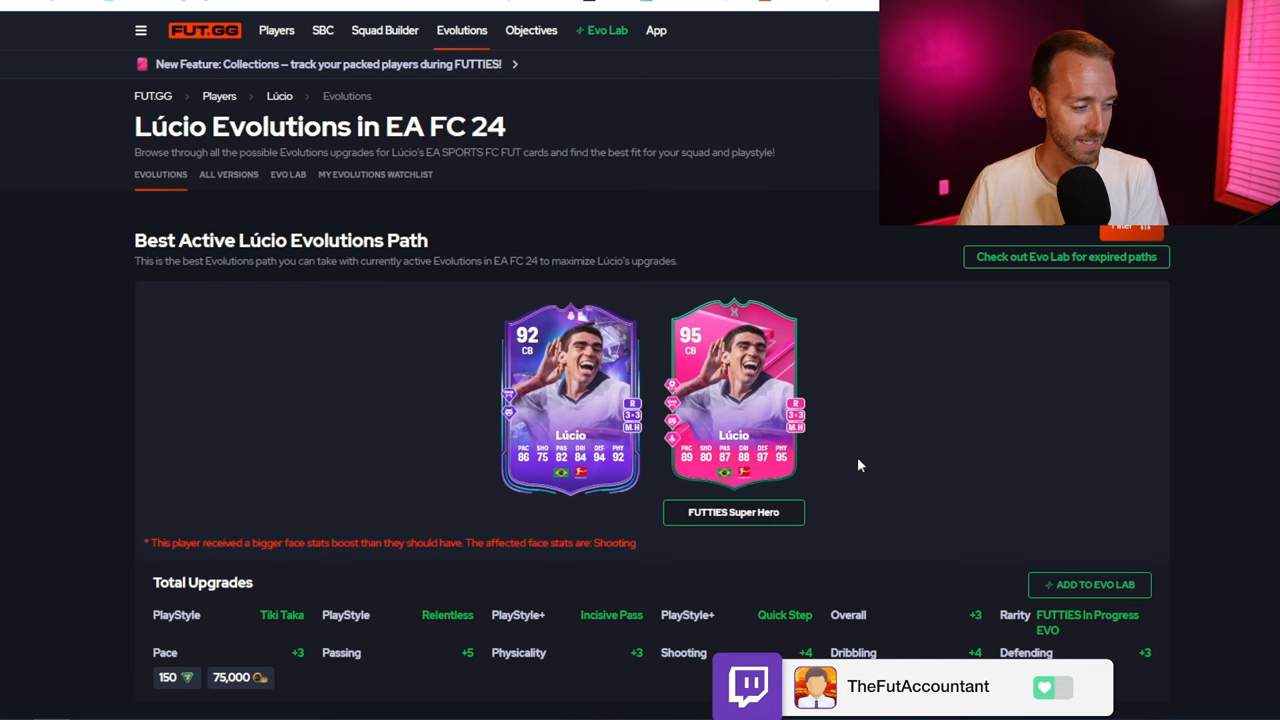 FUT.GG Players SBC Squad Builder Evolutions Objectives Evo Lab App
New Feature: Collections – track your packed players during FUTTIES!
FUT.GG Players Lúcio Evolutions
Lúcio Evolutions in EA FC 24
Browse through all the possible Evolutions upgrades for Lúcio's EA SPORTS FC FUT cards and find the best fit for your squad and playstyle!
EVOLUTIONS ALL VERSIONS EVO LAB MY EVOLUTIONS WATCHLIST
Filter
Best Active Lúcio Evolutions Path
Check out Evo Lab for expired paths
This is the best Evolutions path you can take with currently active Evolutions in EA FC 24 to maximize Lúcio's upgrades.
92
CB
R
3•3
M.H
Lúcio
PAC SHO PAS DRI DEF PHY
86 75 82 84 94 92
95
CB
R
3•3
M.H
Lúcio
PAC SHO PAS DRI DEF PHY
89 80 87 88 97 95
FUTTIES Super Hero
* This player received a bigger face stats boost than they should have. The affected face stats are: Shooting
Total Upgrades
ADD TO EVO LAB
PlayStyle Tiki Taka PlayStyle Relentless PlayStyle+ Incisive Pass PlayStyle+ Quick Step Overall +3 Rarity FUTTIES In Progress
EVO
Pace +3 Passing +5 Physicality +3 Shooting +4 Dribbling +4 Defending +3
150 75,000
TheFutAccountant